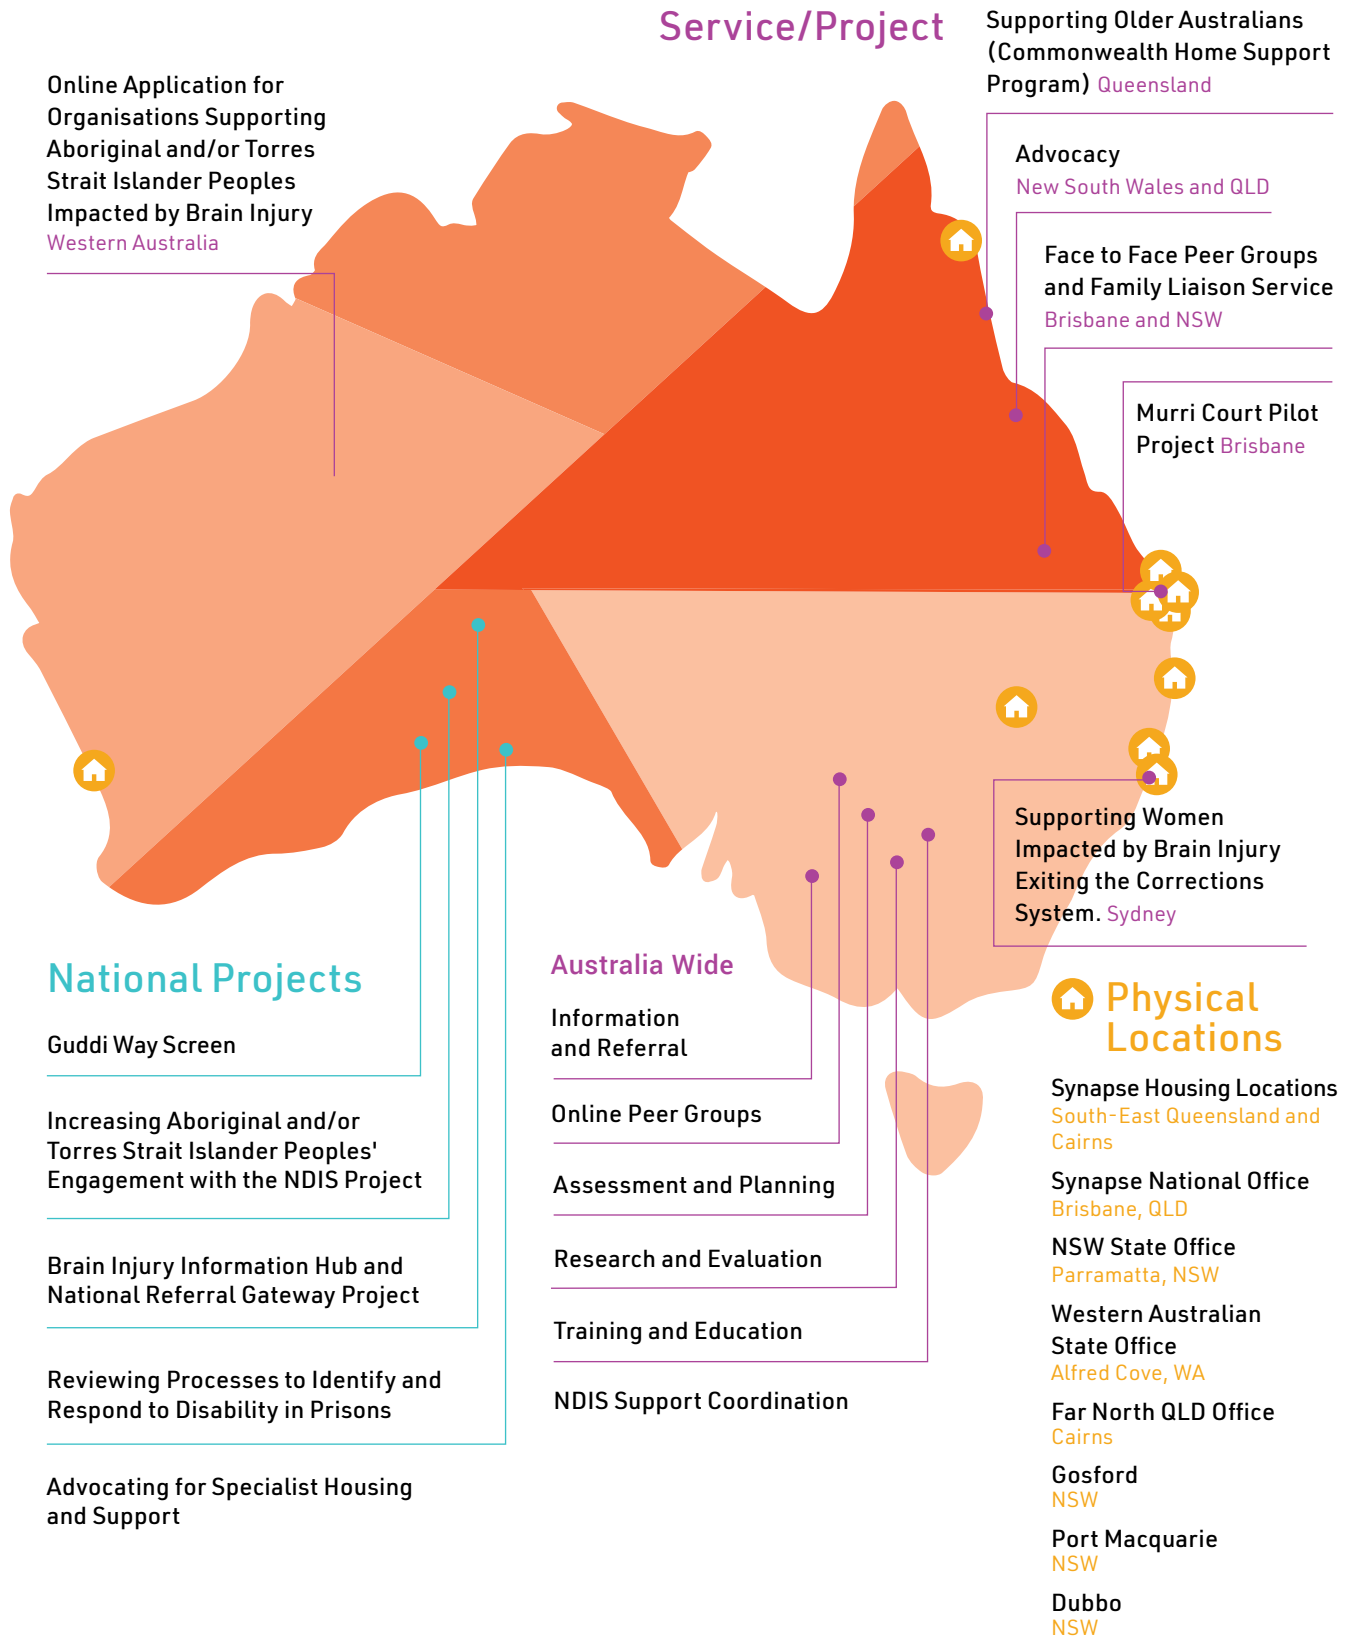 Service/Project
Online Application for
Organisations Supporting
Aboriginal and/or Torres
Strait Islander Peoples
Impacted by Brain Injury
Western Australia
Supporting Older Australians
(Commonwealth Home Support
Program) Queensland
Advocacy
New South Wales and QLD
Face to Face Peer Groups
and Family Liaison Service
Brisbane and NSW
Murri Court Pilot
Project Brisbane
Supporting Women
Impacted by Brain Injury
Exiting the Corrections
System. Sydney
National Projects
Guddi Way Screen
Increasing Aboriginal and/or
Torres Strait Islander Peoples'
Engagement with the NDIS Project
Brain Injury Information Hub and
National Referral Gateway Project
Reviewing Processes to Identify and
Respond to Disability in Prisons
Advocating for Specialist Housing
and Support
Australia Wide
Information
and Referral
Online Peer Groups
Assessment and Planning
Research and Evaluation
Training and Education
NDIS Support Coordination
Physical
Locations
Synapse Housing Locations
South-East Queensland and
Cairns
Synapse National Office
Brisbane, QLD
NSW State Office
Parramatta, NSW
Western Australian
State Office
Alfred Cove, WA
Far North QLD Office
Cairns
Gosford
NSW
Port Macquarie
NSW
Dubbo
NSW